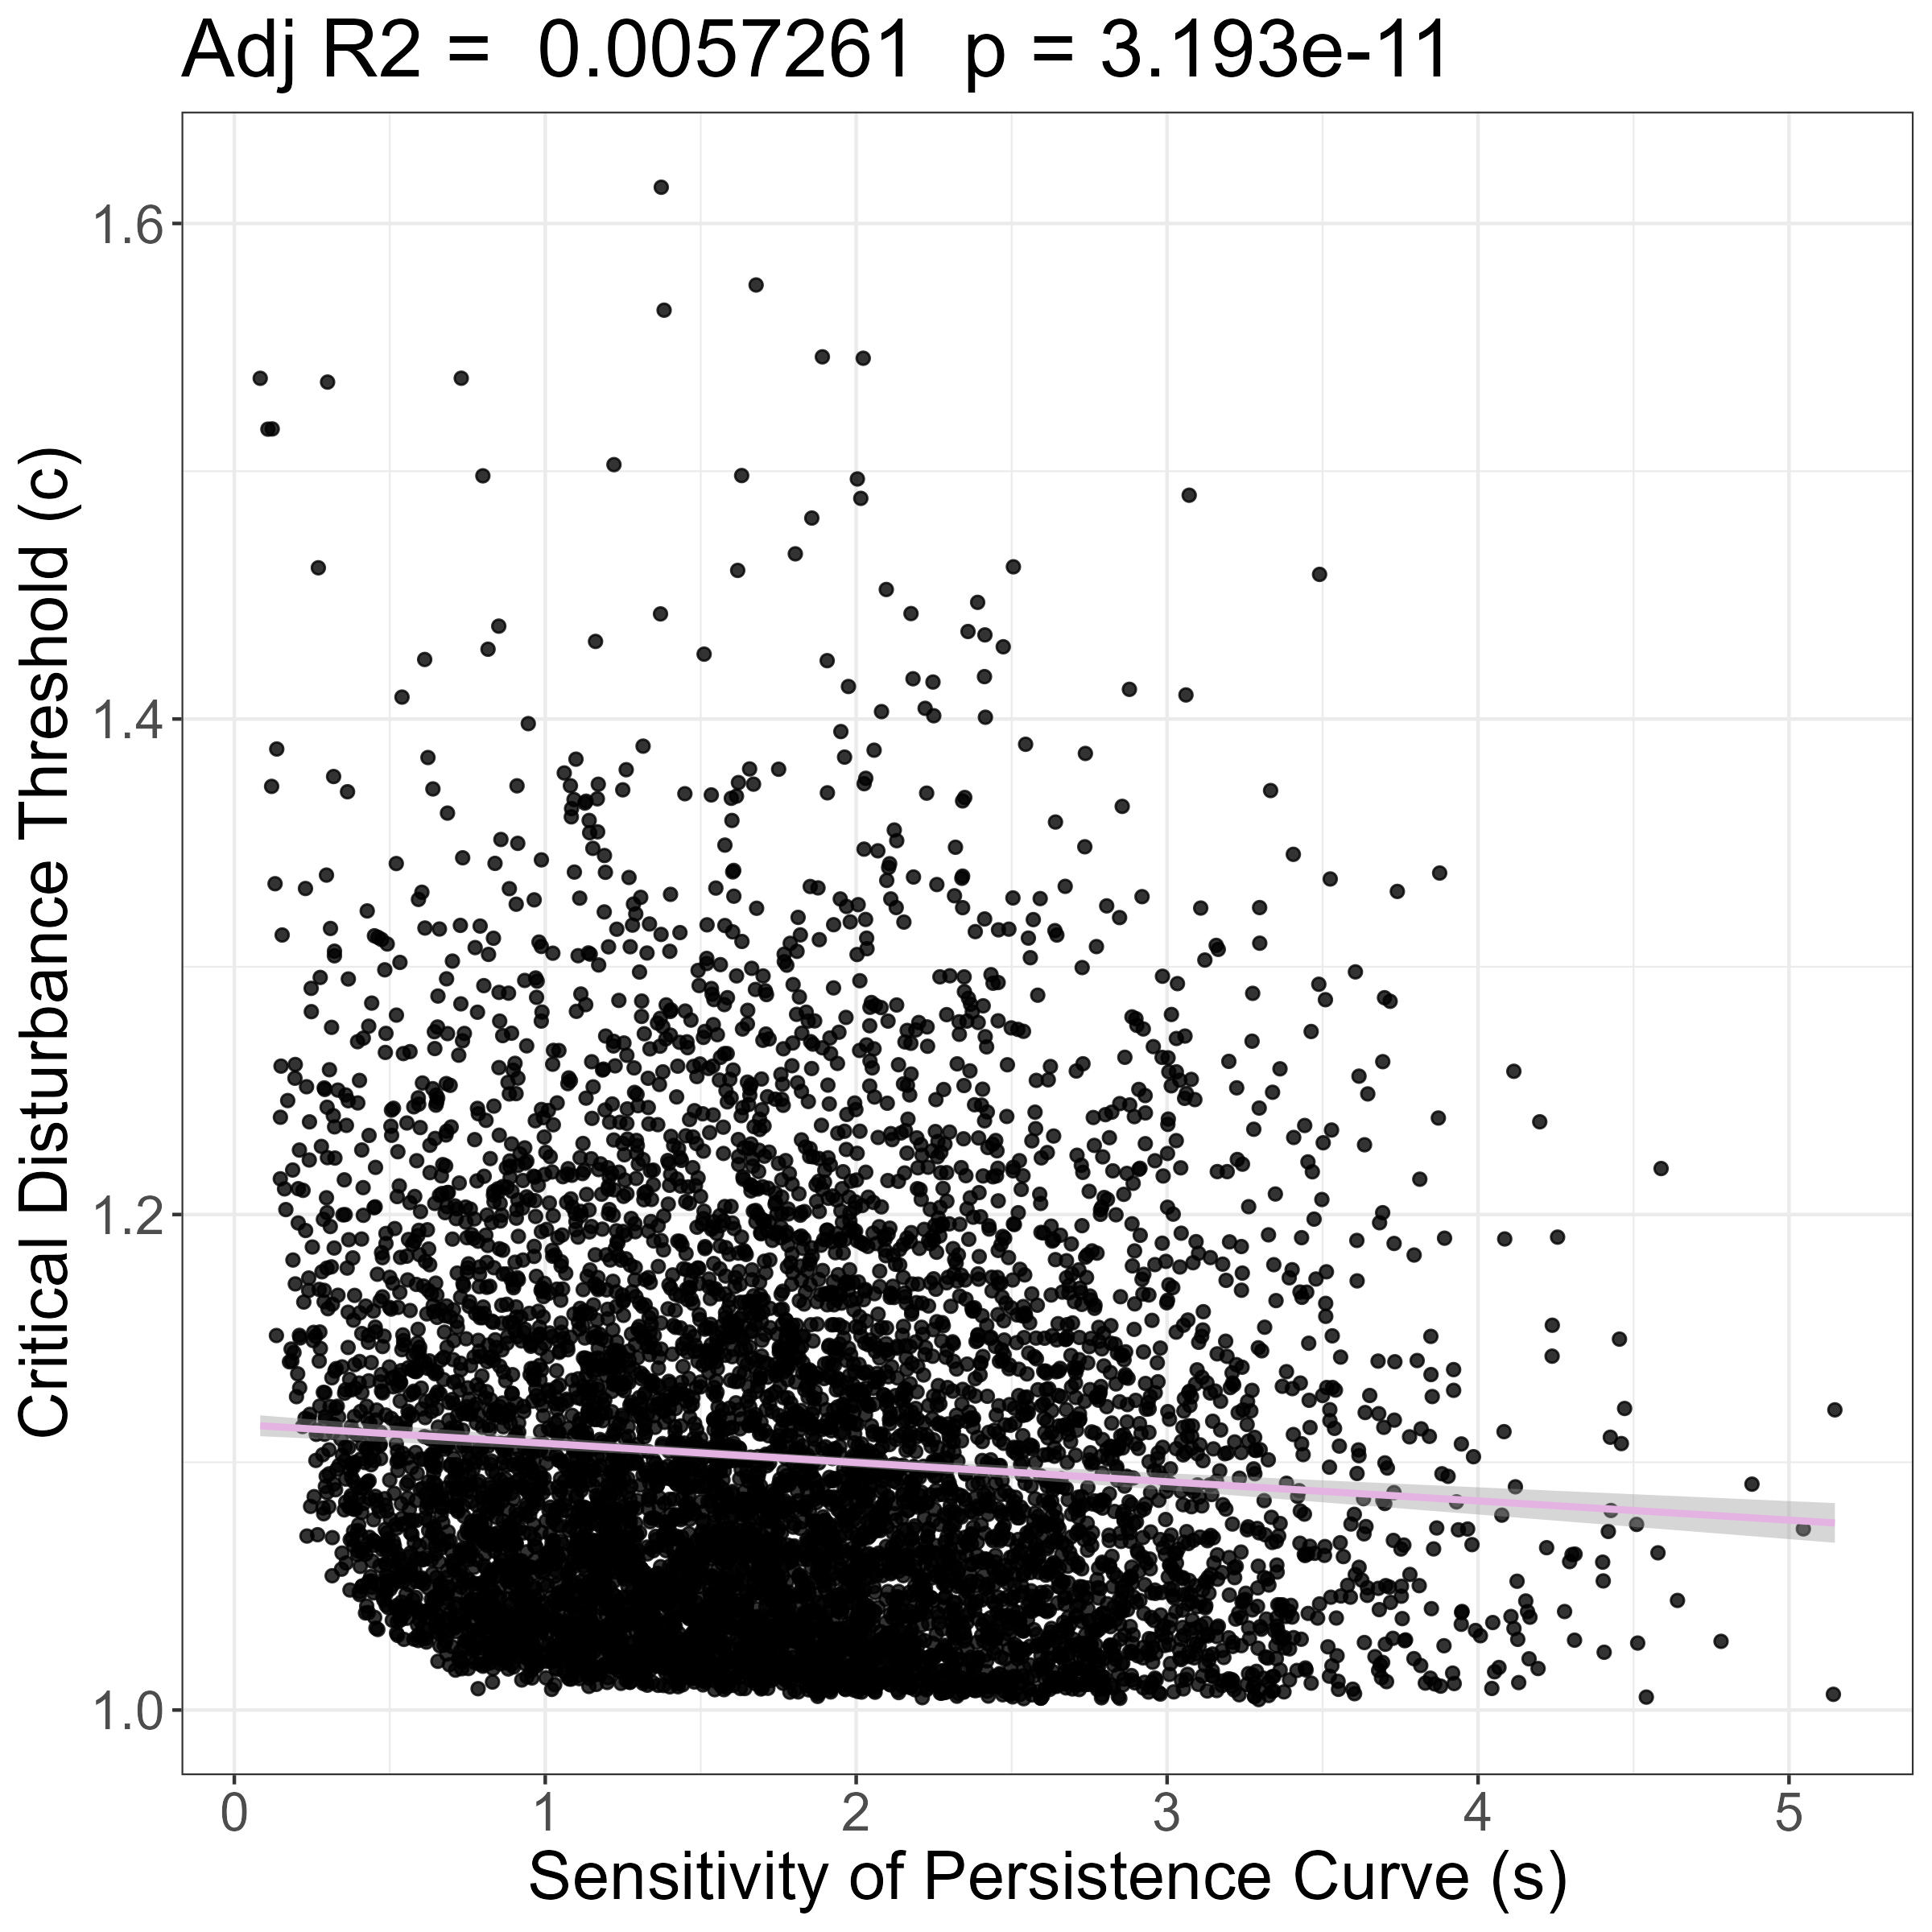 Adj R2 =  0.0057261  p = 3.193e-11
Critical Disturbance Threshold (c)
1.6
1.4
1.2
1.0
0 1 2 3 4 5
Sensitivity of Persistence Curve (s)